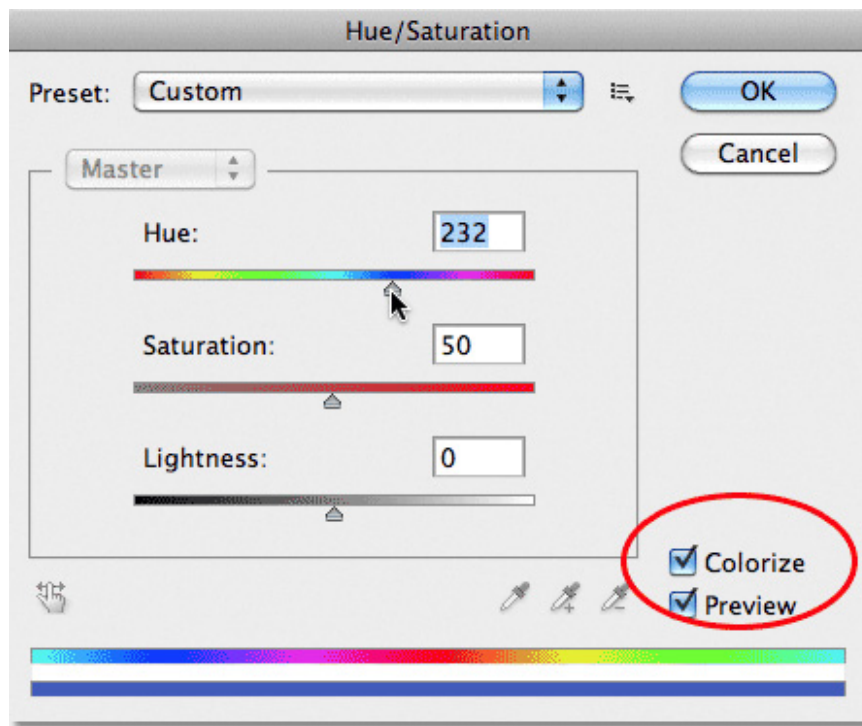 Hue/Saturation
Preset: Custom
OK
Cancel
Master
Hue: 232
Saturation: 50
Lightness: 0
Colorize
Preview